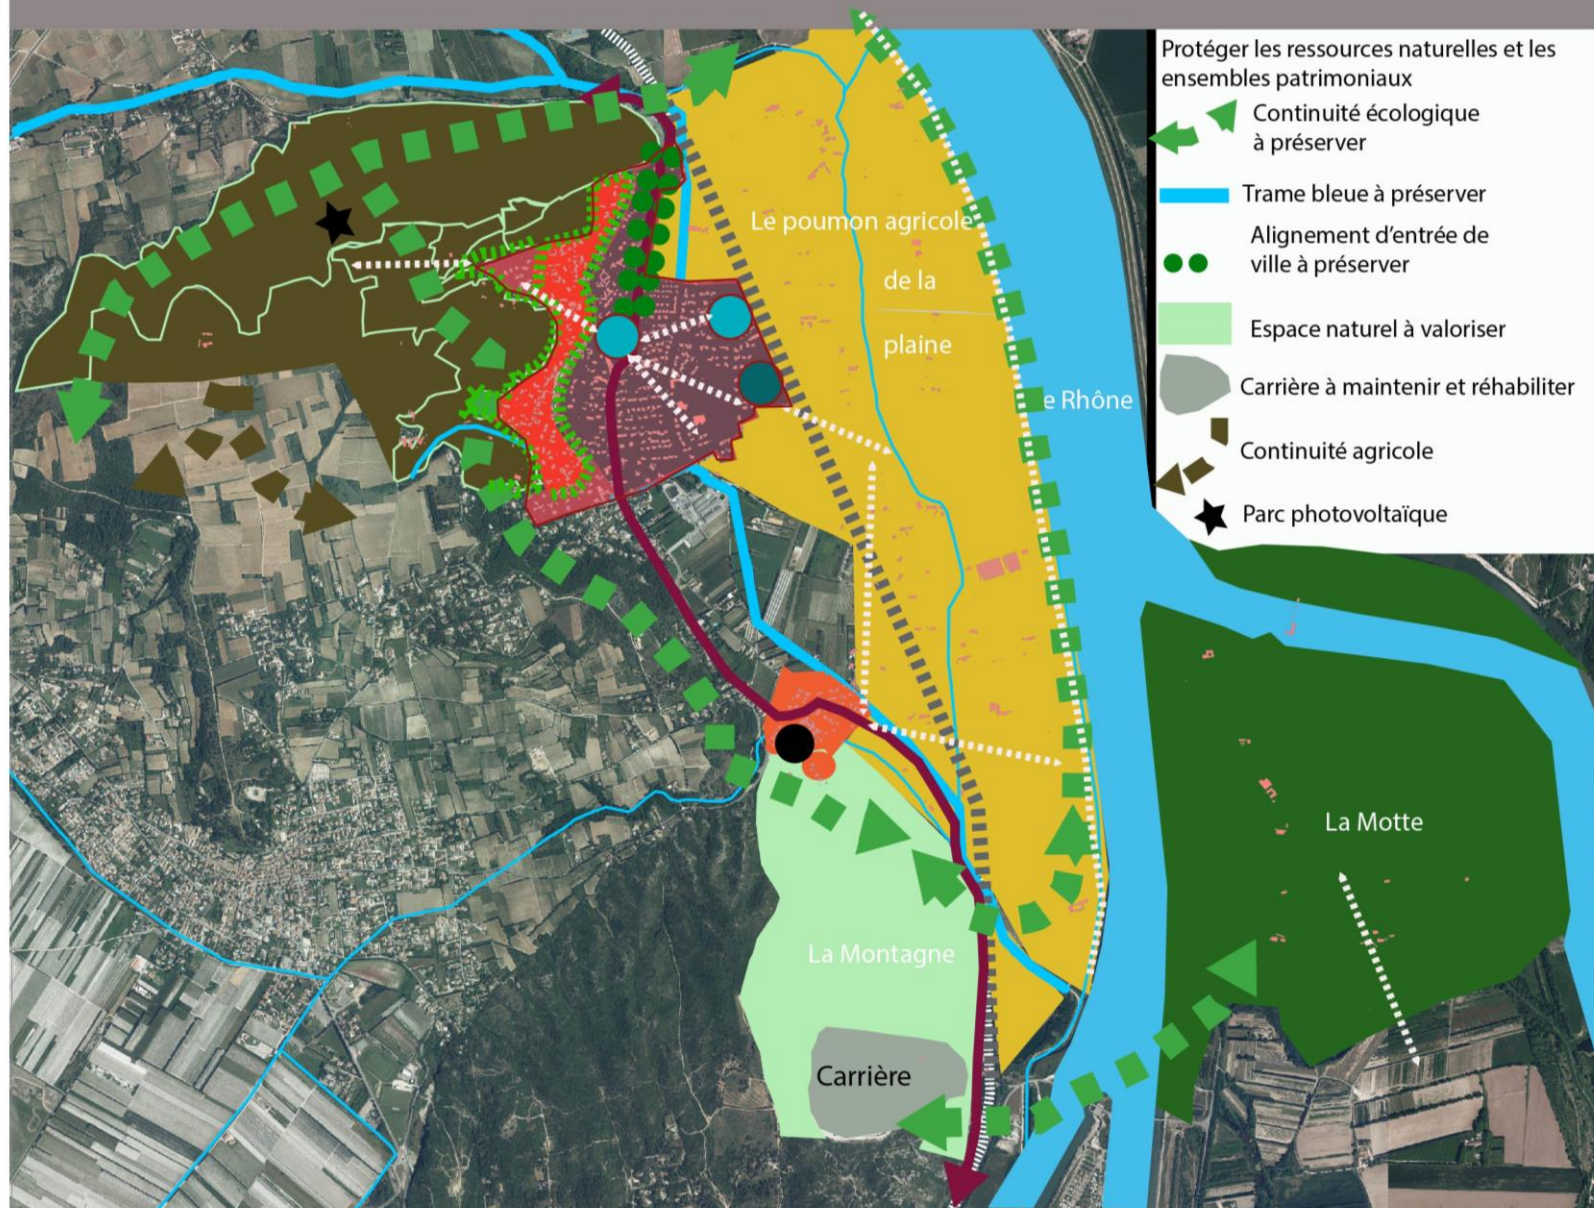 Protéger les ressources naturelles et les
ensembles patrimoniaux
Continuité écologique
à préserver
Trame bleue à préserver
Alignement d'entrée de
ville à préserver
Espace naturel à valoriser
Carrière à maintenir et réhabiliter
Continuité agricole
Parc photovoltaïque
Le poumon agricole
de la
plaine
e Rhône
La Motte
La Montagne
Carrière